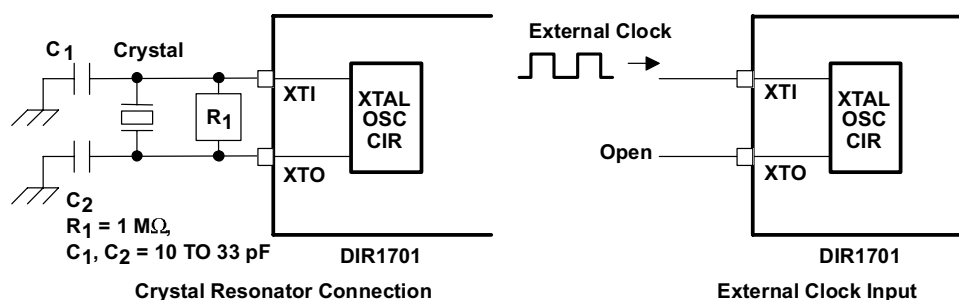 C1
Crystal
R1
XTI
XTO
XTAL
OSC
CIR
C2
R1 = 1 MΩ,
C1, C2 = 10 TO 33 pF
DIR1701
Crystal Resonator Connection
External Clock
Open
XTI
XTO
XTAL
OSC
CIR
DIR1701
External Clock Input